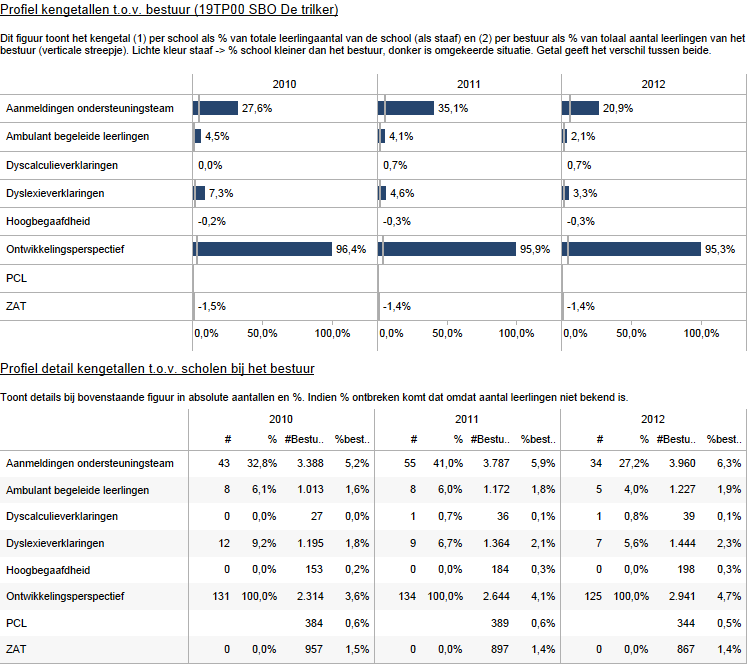 Profiel kengetallen t.o.v. bestuur (19TP00 SBO De trilker)
Dit figuur toont het kengetal (1) per school als % van totale leerlingaantal van de school (als staaf) en (2) per bestuur als % van tolaal aantal leerlingen van het
bestuur (verticale streepje). Lichte kleur staaf -> % school kleiner dan het bestuur, donker is omgekeerde situatie. Getal geeft het verschil tussen beide.
2010 2011 2012
Aanmeldingen ondersteuningsteam 27,6% 35,1% 20,9%
Ambulant begeleide leerlingen 4,5% 4,1% 2,1%
Dyscalculieverklaringen 0,0% 0,7% 0,7%
Dyslexieverklaringen 7,3% 4,6% 3,3%
Hoogbegaafdheid -0,2% -0,3% -0,3%
Ontwikkelingsperspectief 96,4% 95,9% 95,3%
PCL
ZAT -1,5% -1,4% -1,4%
0,0% 50,0% 100,0% 0,0% 50,0% 100,0% 0,0% 50,0% 100,0%
Profiel detail kengetallen t.o.v. scholen bij het bestuur
Toont details bij bovenstaande figuur in absolute aantallen en %. Indien % ontbreken komt dat omdat aantal leerlingen niet bekend is.
2010 2011 2012
# % #Bestu.. %best.. # % #Bestu.. %best.. # % #Bestu.. %best..
Aanmeldingen ondersteuningsteam 43 32,8% 3.388 5,2% 55 41,0% 3.787 5,9% 34 27,2% 3.960 6,3%
Ambulant begeleide leerlingen 8 6,1% 1.013 1,6% 8 6,0% 1.172 1,8% 5 4,0% 1.227 1,9%
Dyscalculieverklaringen 0 0,0% 27 0,0% 1 0,7% 36 0,1% 1 0,8% 39 0,1%
Dyslexieverklaringen 12 9,2% 1.195 1,8% 9 6,7% 1.364 2,1% 7 5,6% 1.444 2,3%
Hoogbegaafdheid 0 0,0% 153 0,2% 0 0,0% 184 0,3% 0 0,0% 198 0,3%
Ontwikkelingsperspectief 131 100,0% 2.314 3,6% 134 100,0% 2.644 4,1% 125 100,0% 2.941 4,7%
PCL 384 0,6% 389 0,6% 344 0,5%
ZAT 0 0,0% 957 1,5% 0 0,0% 897 1,4% 0 0,0% 867 1,4%